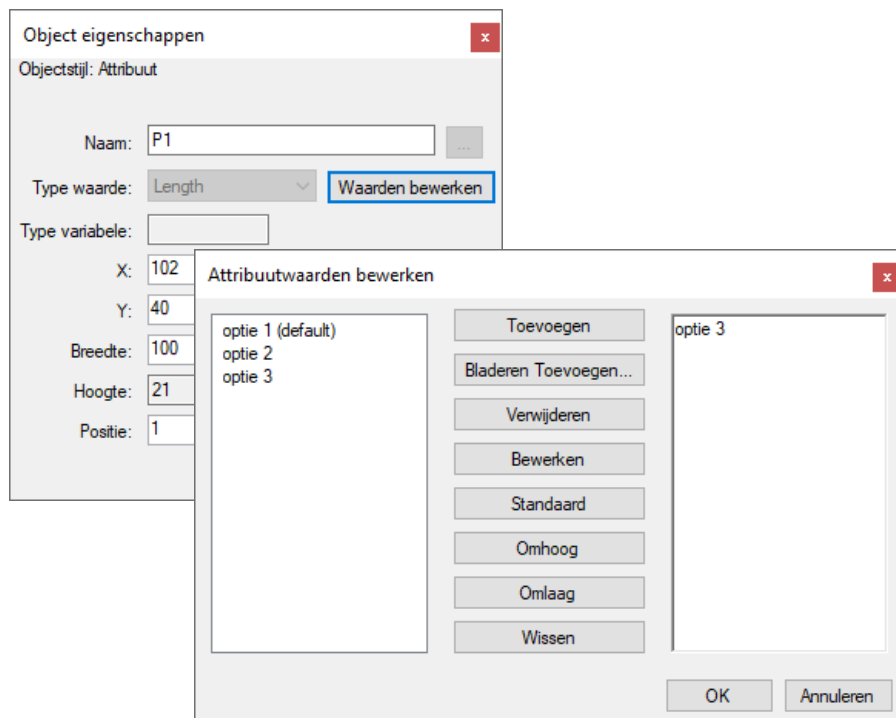 Object eigenschappen
x
Objectstijl: Attribuut
Naam: P1 ...
Type waarde: Length Waarden bewerken
Type variabele:
X: 102
Y: 40
Breedte: 100
Hoogte: 21
Positie: 1
Attribuutwaarden bewerken
x
optie 1 (default)
optie 2
optie 3
Toevoegen
Bladeren Toevoegen...
Verwijderen
Bewerken
Standaard
Omhoog
Omlaag
Wissen
optie 3
OK Annuleren